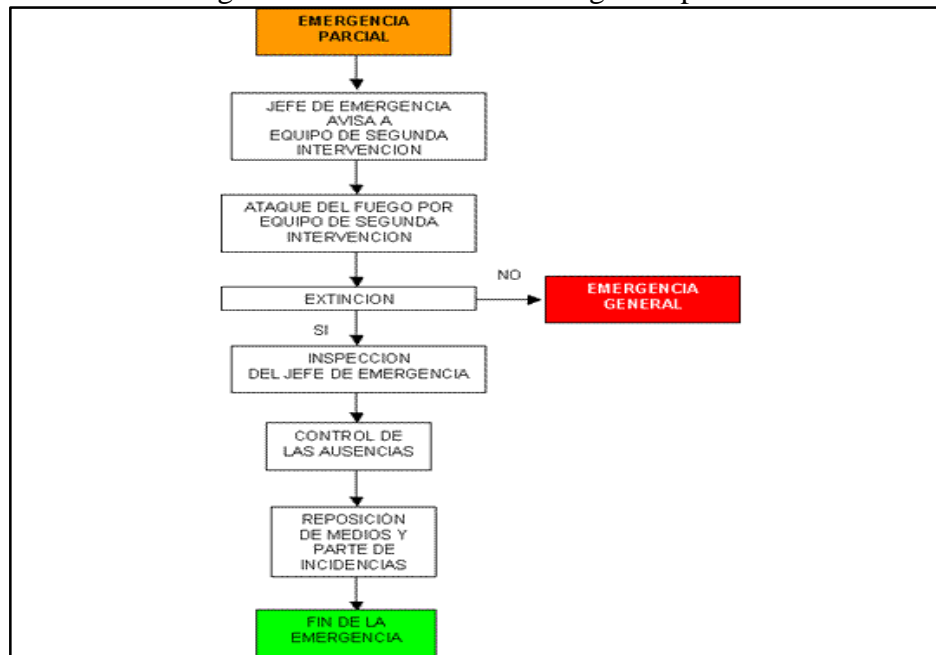 EMERGENCIA
PARCIAL
JEFE DE EMERGENCIA
AVISA A
EQUIPO DE SEGUNDA
INTERVENCION
ATAQUE DEL FUEGO POR
EQUIPO DE SEGUNDA
INTERVENCION
EXTINCION
NO
EMERGENCIA
GENERAL
SI
INSPECCION
DEL JEFE DE EMERGENCIA
CONTROL DE
LAS AUSENCIAS
REPOSICIÓN
DE MEDIOS Y
PARTE DE
INCIDENCIAS
FIN DE LA
EMERGENCIA